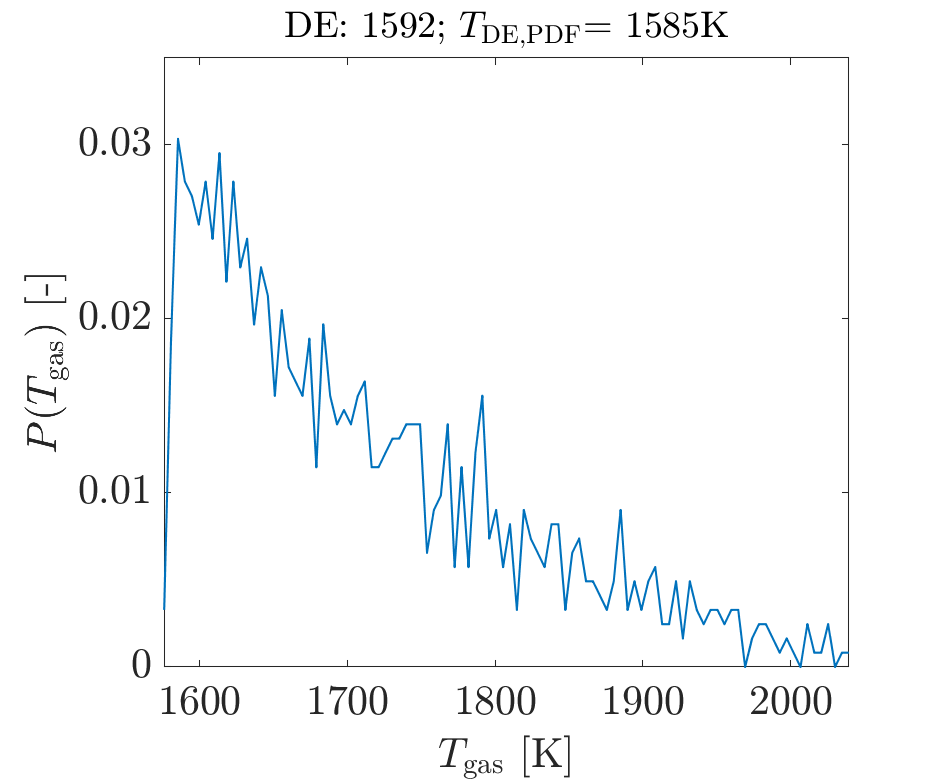 DE: 1592; T_DE,PDF= 1585K
0.03
0.02
0.01
0
P(T_gas) [-]
1600 1700 1800 1900 2000
T_gas [K]